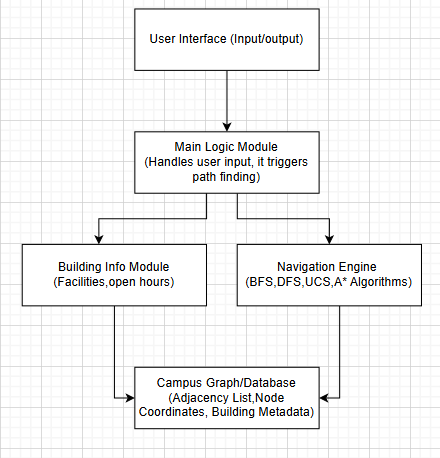 User Interface (Input/output)
Main Logic Module
(Handles user input, it triggers
path finding)
Building Info Module
(Facilities,open hours)
Navigation Engine
(BFS,DFS,UCS,A* Algorithms)
Campus Graph/Database
(Adjacency List,Node
Coordinates, Building Metadata)